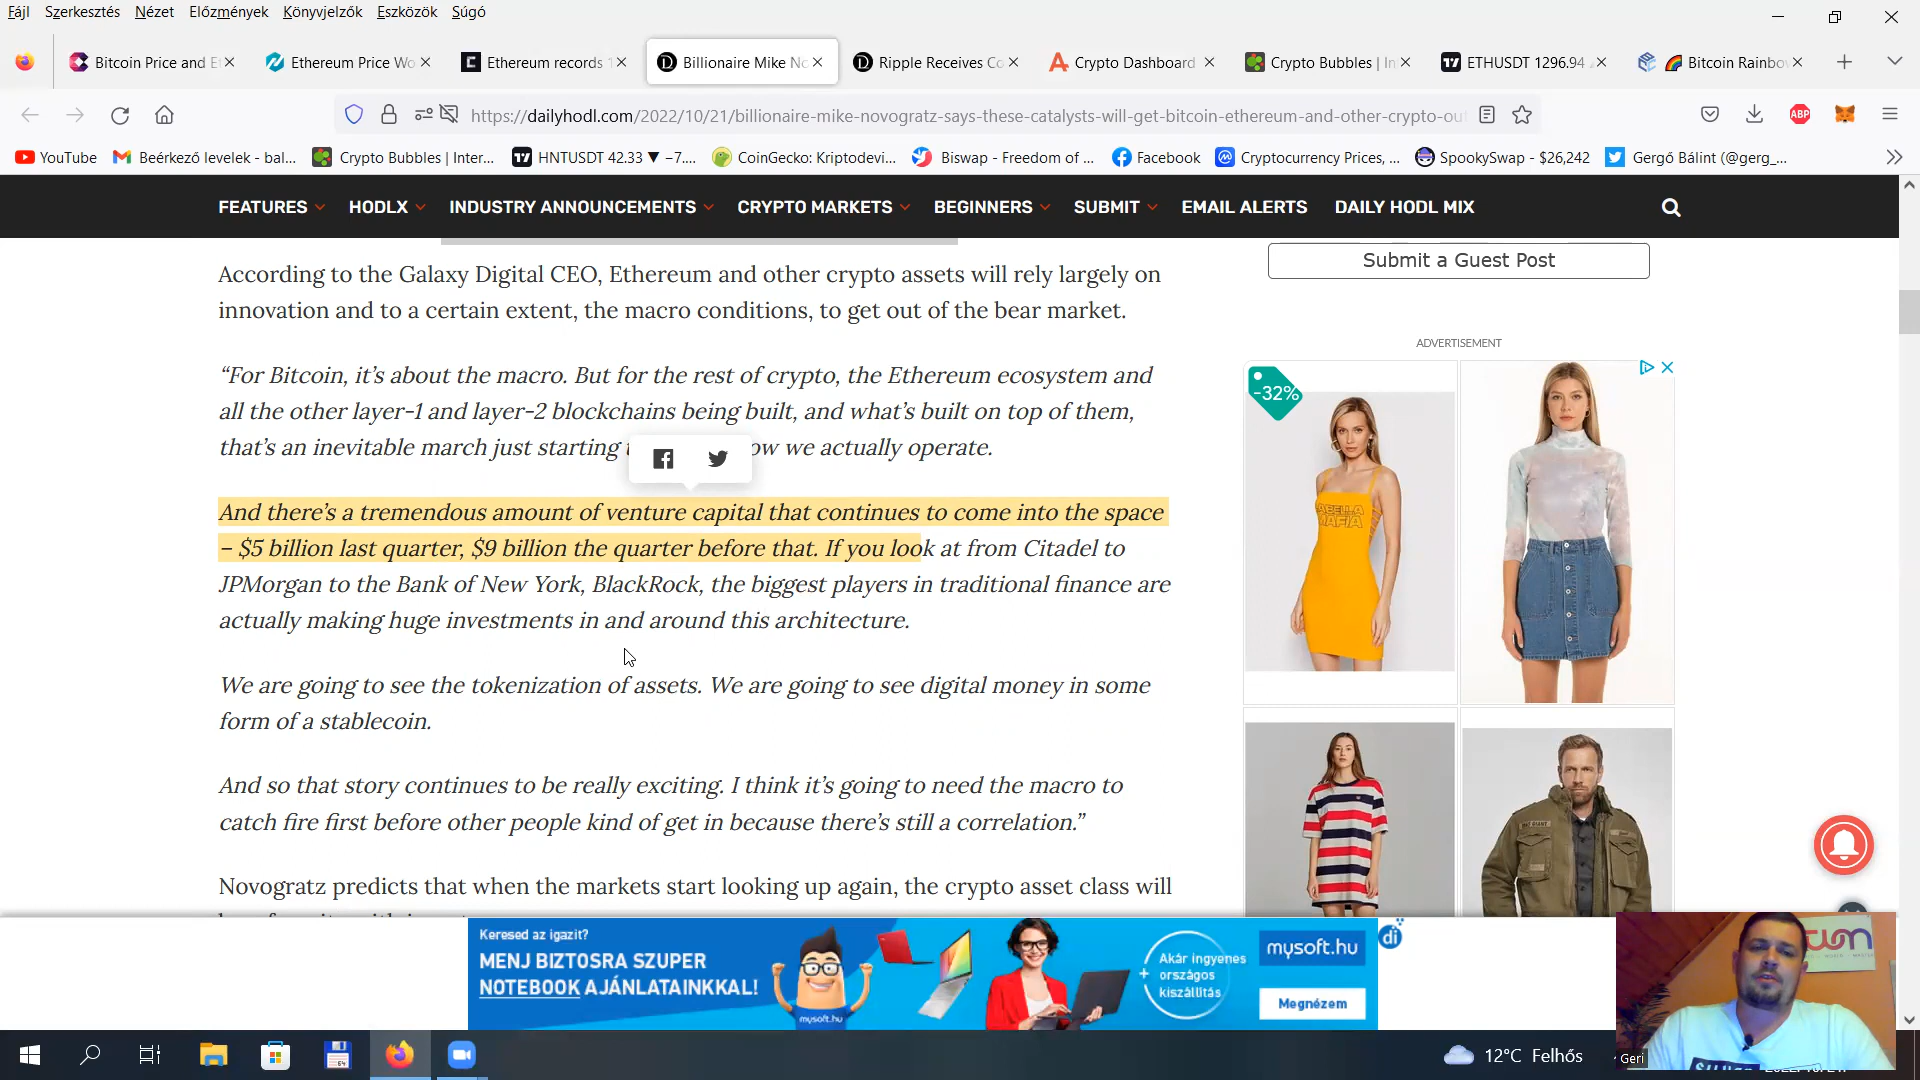 Fájl Szerkesztés Nézet Előzmények Könyvjelzők Eszközök Súgó
Bitcoin Price and Et
Ethereum Price Wo
Ethereum records 1
Billionaire Mike No
Ripple Receives Co
Crypto Dashboard
Crypto Bubbles | In
ETHUSDT 1296.94
Bitcoin Rainbo
https://dailyhodl.com/2022/10/21/billionaire-mike-novogratz-says-these-catalysts-will-get-bitcoin-ethereum-and-other-crypto-ou
ABP
YouTube
Beérkező levelek - bal...
Crypto Bubbles | Inter...
HNTUSDT 42.33 ▼ −7....
CoinGecko: Kriptodevi...
Biswap - Freedom of ...
Facebook
Cryptocurrency Prices, ...
SpookySwap - $26,242
Gergő Bálint (@gerg_...
FEATURES HODLX INDUSTRY ANNOUNCEMENTS CRYPTO MARKETS BEGINNERS SUBMIT EMAIL ALERTS DAILY HODL MIX
According to the Galaxy Digital CEO, Ethereum and other crypto assets will rely largely on
innovation and to a certain extent, the macro conditions, to get out of the bear market.
“For Bitcoin, it’s about the macro. But for the rest of crypto, the Ethereum ecosystem and
all the other layer-1 and layer-2 blockchains being built, and what’s built on top of them,
that’s an inevitable march just starting ow we actually operate.
And there’s a tremendous amount of venture capital that continues to come into the space
– $5 billion last quarter, $9 billion the quarter before that. If you look at from Citadel to
JPMorgan to the Bank of New York, BlackRock, the biggest players in traditional finance are
actually making huge investments in and around this architecture.
We are going to see the tokenization of assets. We are going to see digital money in some
form of a stablecoin.
And so that story continues to be really exciting. I think it’s going to need the macro to
catch fire first before other people kind of get in because there’s still a correlation.”
Novogratz predicts that when the markets start looking up again, the crypto asset class will
Submit a Guest Post
ADVERTISEMENT
-32%
Keresed az igazit?
MENJ BIZTOSRA SZUPER
NOTEBOOK AJÁNLATAINKKAL!
mysoft.hu
Akár ingyenes
+ országos
kiszállítás
mysoft.hu
Megnézem
di
12°C Felhős
Geri